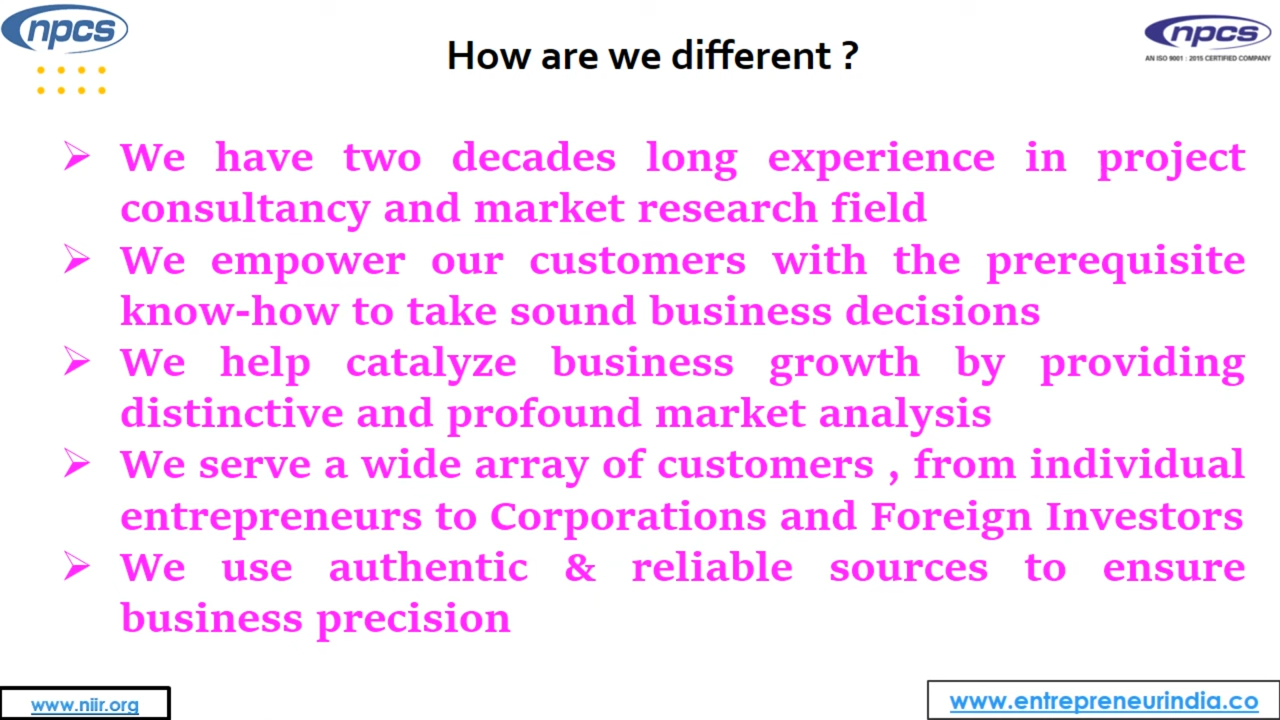 npcs
npcs
AN ISO 9001 : 2015 CERTIFIED COMPANY
How are we different ?
We have two decades long experience in project
consultancy and market research field
We empower our customers with the prerequisite
know-how to take sound business decisions
We help catalyze business growth by providing
distinctive and profound market analysis
We serve a wide array of customers , from individual
entrepreneurs to Corporations and Foreign Investors
We use authentic & reliable sources to ensure
business precision
www.niir.org
www.entrepreneurindia.co